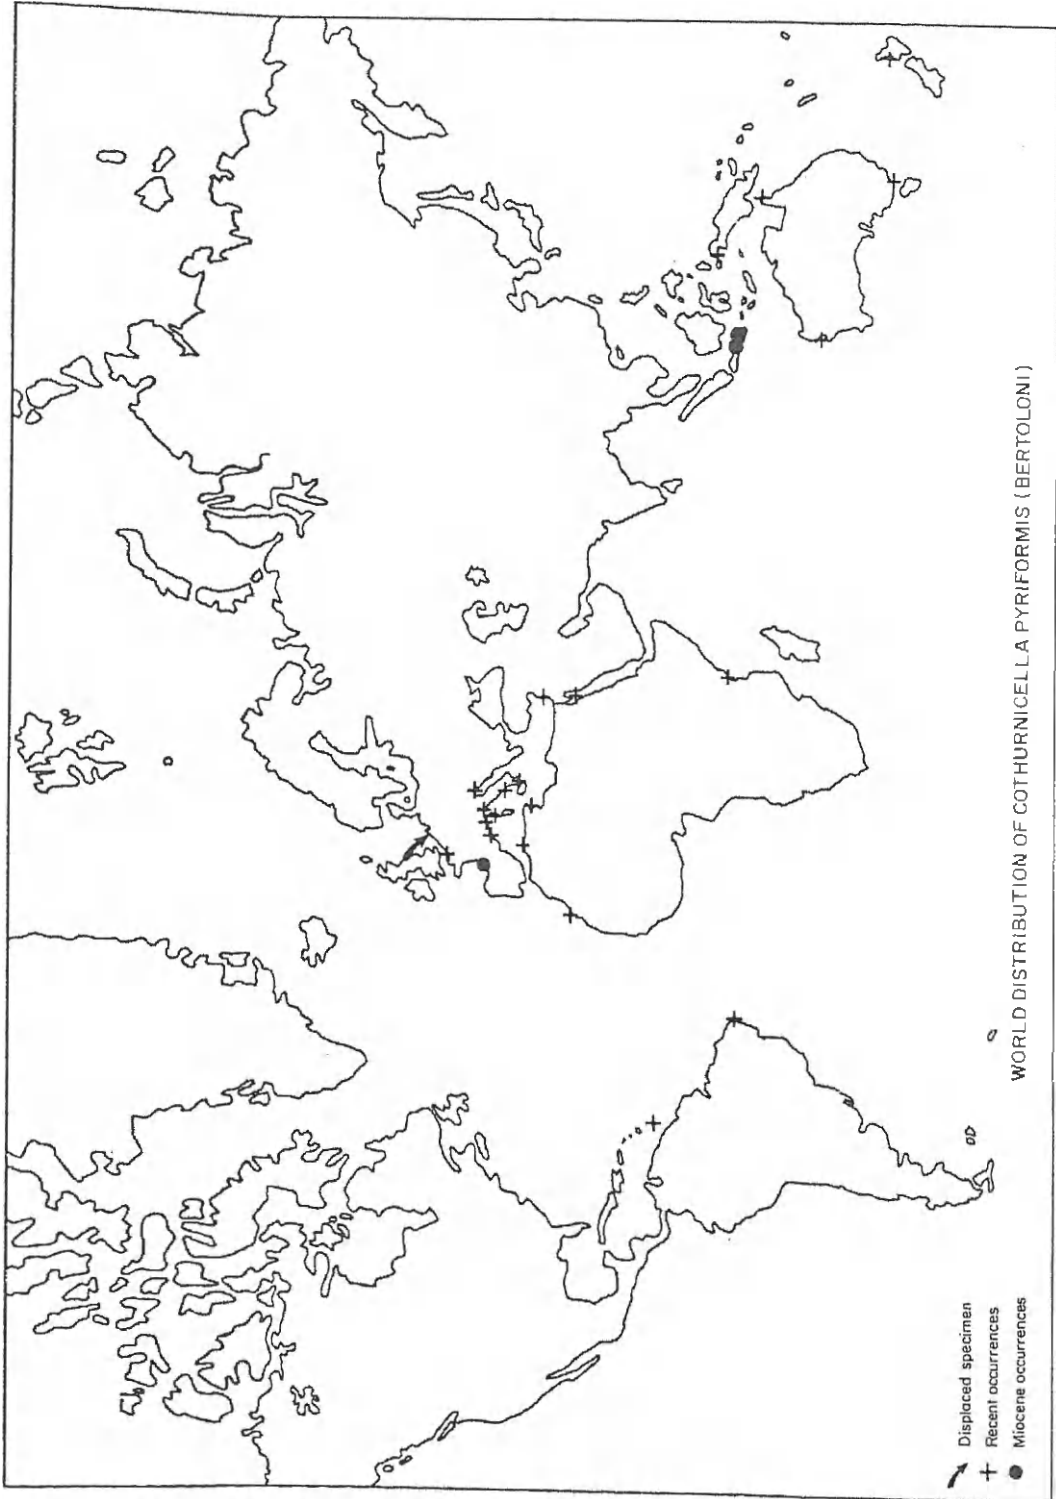 WORLD DISTRIBUTION OF COTHURNICELLA PYRIFORMIS (BERTOLONI)
Displaced specimen
Recent occurrences
Miocene occurrences